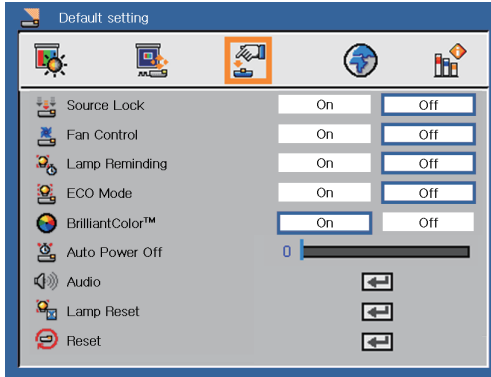 Default setting
Source Lock On Off
Fan Control On Off
Lamp Reminding On Off
ECO Mode On Off
BrilliantColor™ On Off
Auto Power Off 0
Audio
Lamp Reset
Reset